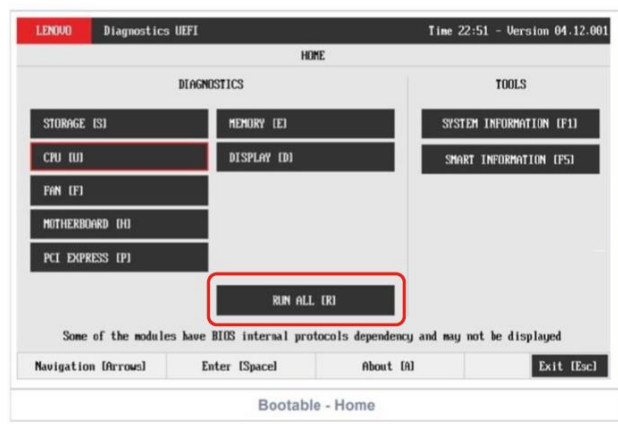 LENOVO Diagnostics UEFI Time 22:51 - Version 04.12.001
HOME
DIAGNOSTICS TOOLS
STORAGE [S] MEMORY [E] SYSTEM INFORMATION [F1]
CPU [U] DISPLAY [D] SMART INFORMATION [F5]
FAN [F]
MOTHERBOARD [H]
PCI EXPRESS [P]
RUN ALL [R]
Some of the modules have BIOS internal protocols dependency and may not be displayed
Navigation [Arrows] Enter [Space] About [A] Exit [Esc]
Bootable - Home